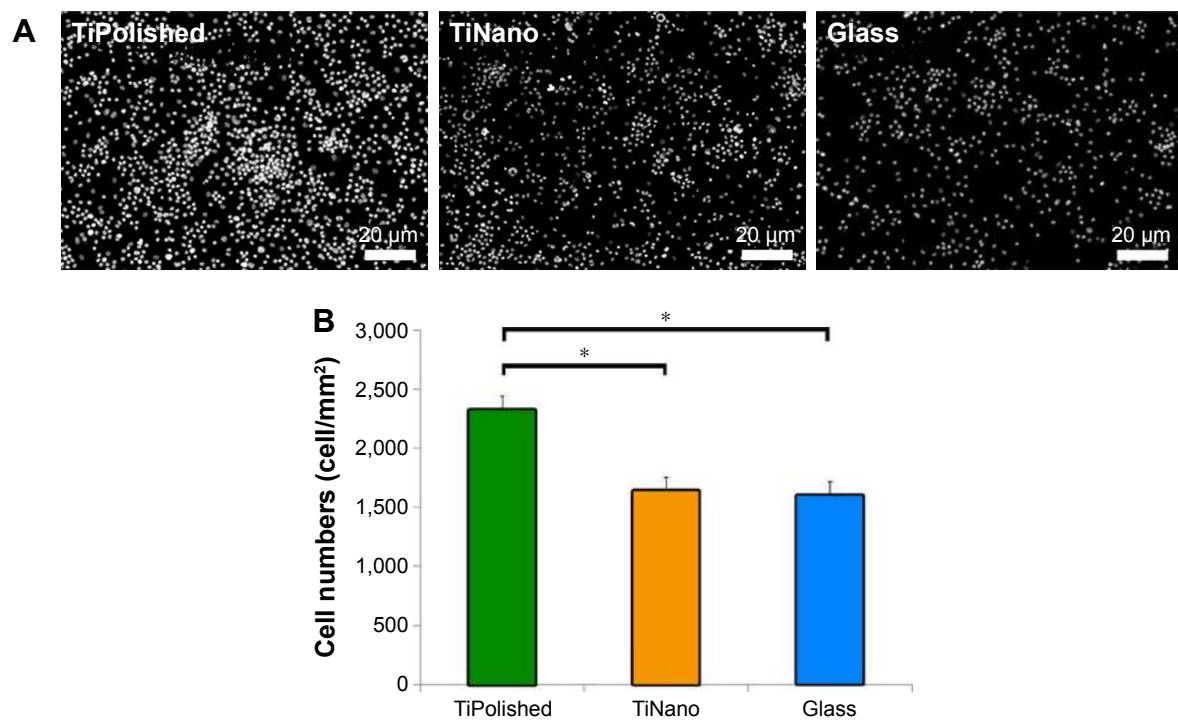 A
TiPolished
TiNano
Glass
20 µm
20 µm
20 µm
B
Cell numbers (cell/mm²)
3,000
2,500
2,000
1,500
1,000
500
0
*
*
TiPolished
TiNano
Glass